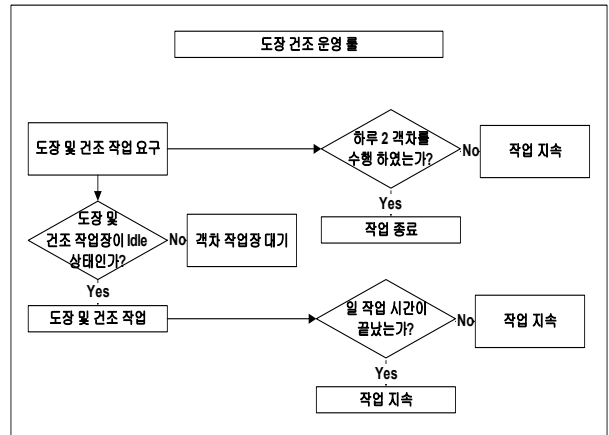 도장 건조 운영 룰
도장 및 건조 작업 요구
하루 2 객차를
수행 하였는가?
No
작업 지속
Yes
작업 종료
도장 및
건조 작업장이 Idle
상태인가?
No
객차 작업장 대기
Yes
도장 및 건조 작업
일 작업 시간이
끝났는가?
No
작업 지속
Yes
작업 지속